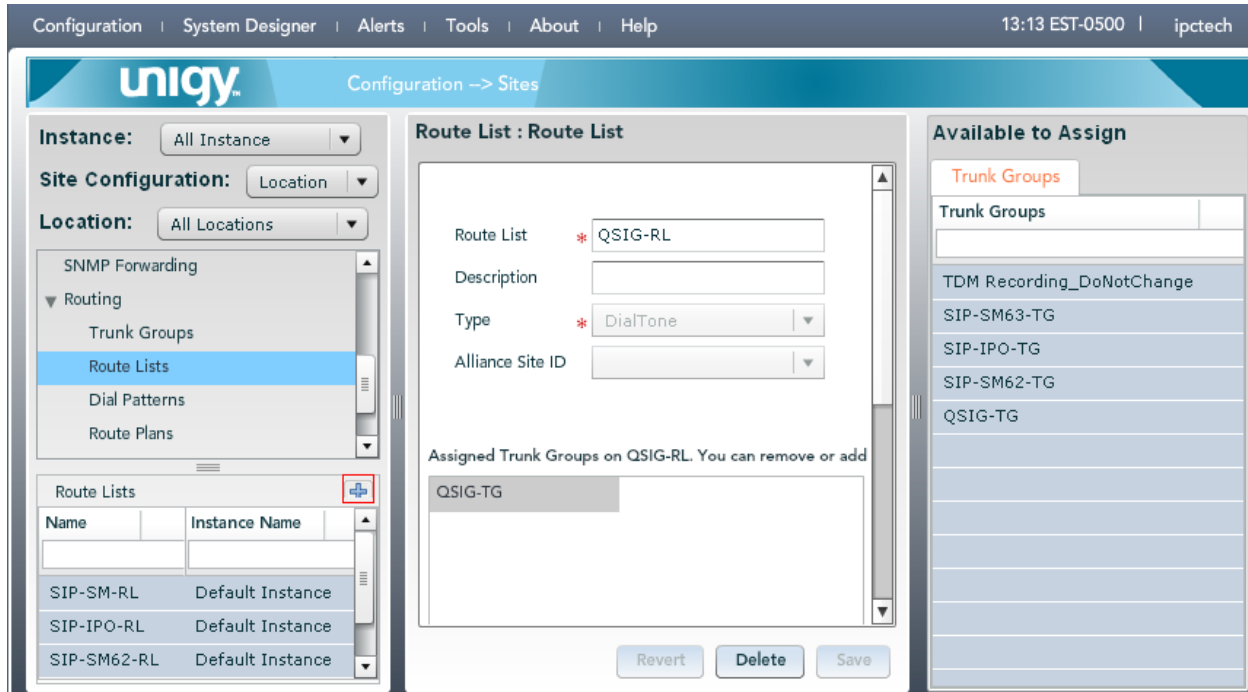 Configuration | System Designer | Alerts | Tools | About | Help 13:13 EST-0500 | ipctech
unigy™ Configuration --> Sites
Instance: All Instance
Site Configuration: Location
Location: All Locations
SNMP Forwarding
Routing
Trunk Groups
Route Lists
Dial Patterns
Route Plans
Route Lists
Name Instance Name
SIP-SM-RL Default Instance
SIP-IPO-RL Default Instance
SIP-SM62-RL Default Instance
Route List : Route List
Route List * QSIG-RL
Description
Type * DialTone
Alliance Site ID
Assigned Trunk Groups on QSIG-RL. You can remove or add
QSIG-TG
Revert Delete Save
Available to Assign
Trunk Groups
Trunk Groups
TDM Recording_DoNotChange
SIP-SM63-TG
SIP-IPO-TG
SIP-SM62-TG
QSIG-TG